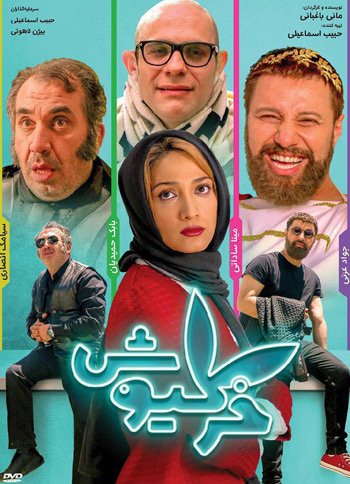 نویسنده و کارگردان:
مانی باغبانی
تهیه کننده:
حبیب اسماعیلی
سرمایه‌گذاران
حبیب اسماعیلی
بیژن لاهوتی
جواد عزتی
مینا ساداتی
بابک حمیدیان
سیامک انصاری
خرگیوش
DVD